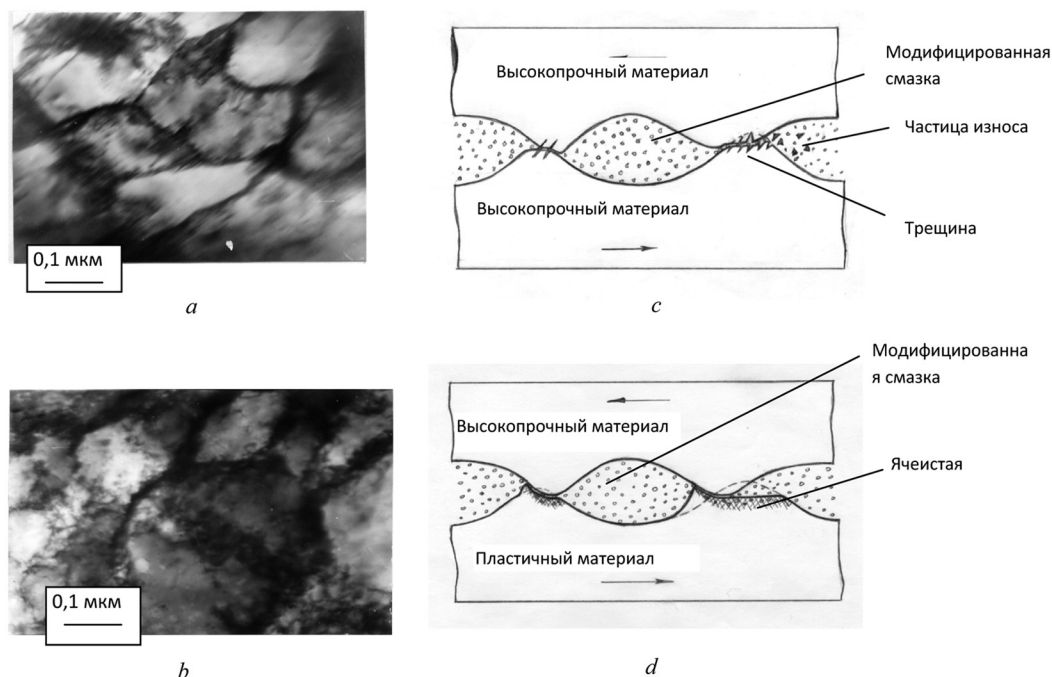 0,1 мкм
a
Высокопрочный материал
Модифицированная
смазка
Частица износа
Высокопрочный материал
Трещина
c
0,1 мкм
b
Модифицированна
я смазка
Высокопрочный материал
Ячеистая
Пластичный материал
d